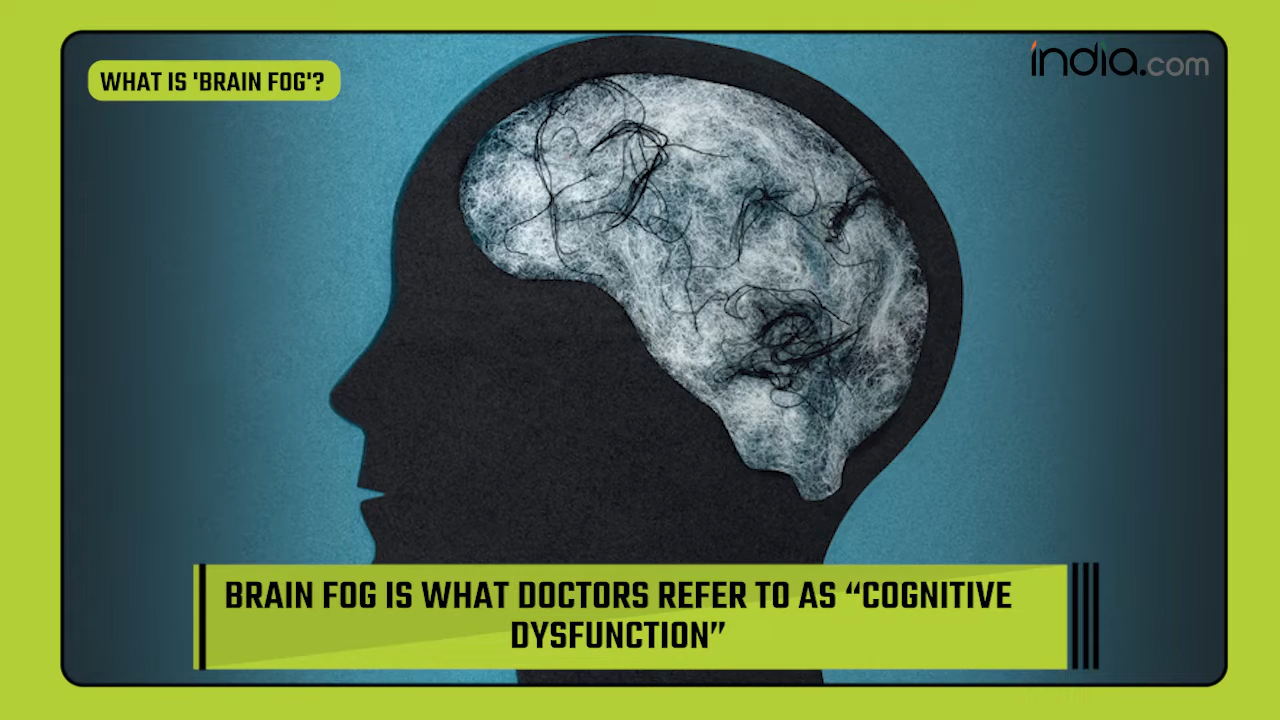 WHAT IS 'BRAIN FOG'?
india.com
BRAIN FOG IS WHAT DOCTORS REFER TO AS “COGNITIVE
DYSFUNCTION”